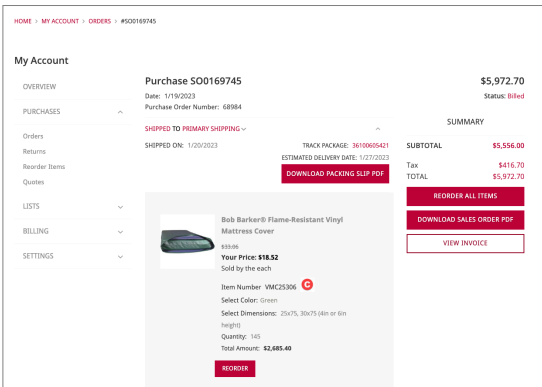 HOME > MY ACCOUNT > ORDERS > #SO0169745
My Account
OVERVIEW
PURCHASES
Orders
Returns
Reorder Items
Quotes
LISTS
BILLING
SETTINGS
Purchase SO0169745
Date: 1/19/2023
Purchase Order Number: 68984
SHIPPED TO PRIMARY SHIPPING
SHIPPED ON: 1/20/2023
TRACK PACKAGE: 36100605421
ESTIMATED DELIVERY DATE: 1/27/2023
DOWNLOAD PACKING SLIP PDF
Bob Barker® Flame-Resistant Vinyl
Mattress Cover
$33.06
Your Price: $18.52
Sold by the each
Item Number VMC25306 C
Select Color: Green
Select Dimensions: 25x75, 30x75 (4in or 6in
height)
Quantity: 145
Total Amount: $2,685.40
REORDER
$5,972.70
Status: Billed
SUMMARY
SUBTOTAL $5,556.00
Tax $416.70
TOTAL $5,972.70
REORDER ALL ITEMS
DOWNLOAD SALES ORDER PDF
VIEW INVOICE